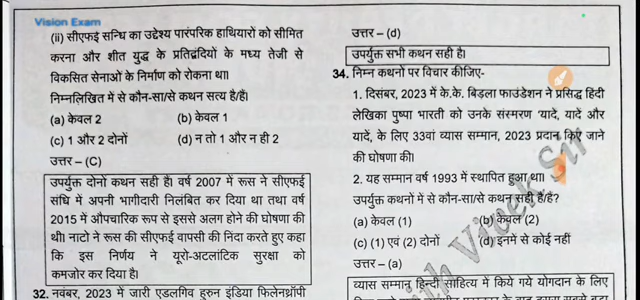 Vision Exam
(ii) सीएफई सन्धि का उद्देश्य पारंपरिक हाथियारों को सीमित
करना और शीत युद्ध के प्रतिद्वंदियों के मध्य तेजी से
विकसित सेनाओं के निर्माण को रोकना था।
निम्नलिखित में से कौन-सा/से कथन सत्य है/हैं।
(a) केवल 2 (b) केवल 1
(c) 1 और 2 दोनों (d) न तो 1 और न ही 2
उत्तर – (C)
उपर्युक्त दोनों कथन सही है। वर्ष 2007 में रूस ने सीएफई
संधि में अपनी भागीदारी निलंबित कर दिया था तथा वर्ष
2015 में औपचारिक रूप से इससे अलग होने की घोषणा की
थी। नाटो ने रूस की सीएफई वापसी की निंदा करते हुए कहा
कि इस निर्णय ने यूरो-अटलांटिक सुरक्षा को
कमजोर कर दिया है।
32. नवंबर, 2023 में जारी एडलगिव हुरुन इंडिया फिलेनथ्रॉपी
उत्तर –(d)
उपर्युक्त सभी कथन सही है।
34. निम्न कथनों पर विचार कीजिए-
1. दिसंबर, 2023 में के.के. बिड़ला फाउंडेशन ने प्रसिद्ध हिंदी
लेखिका पुष्पा भारती को उनके संस्मरण 'यादें, यादें और
यादें, के लिए 33वां व्यास सम्मान, 2023 प्रदान किए जाने
की घोषणा की।
2. यह सम्मान वर्ष 1993 में स्थापित हुआ था।
उपर्युक्त कथनों में से कौन-सा/से कथन सही है/हैं?
(a) केवल (1) (b) केवल (2)
(c) (1) एवं (2) दोनों (d) इनमे से कोई नहीं
उत्तर –(a)
व्यास सम्मान हिन्दी साहित्य में किये गये योगदान के लिए
Vivek Sir